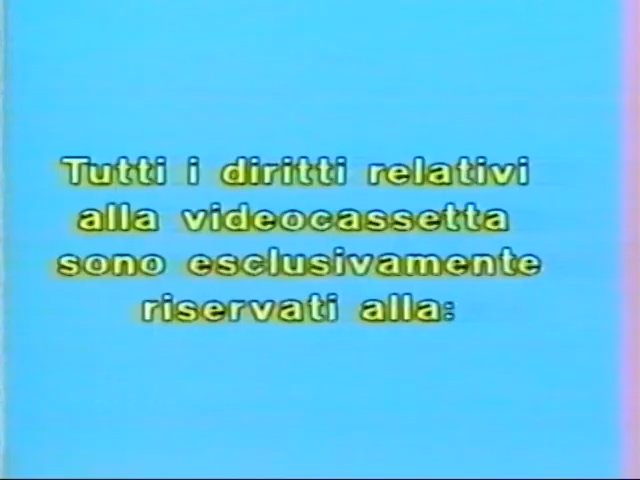 Tutti i diritti relativi
alla videocassetta
sono esclusivamente
riservati alla: